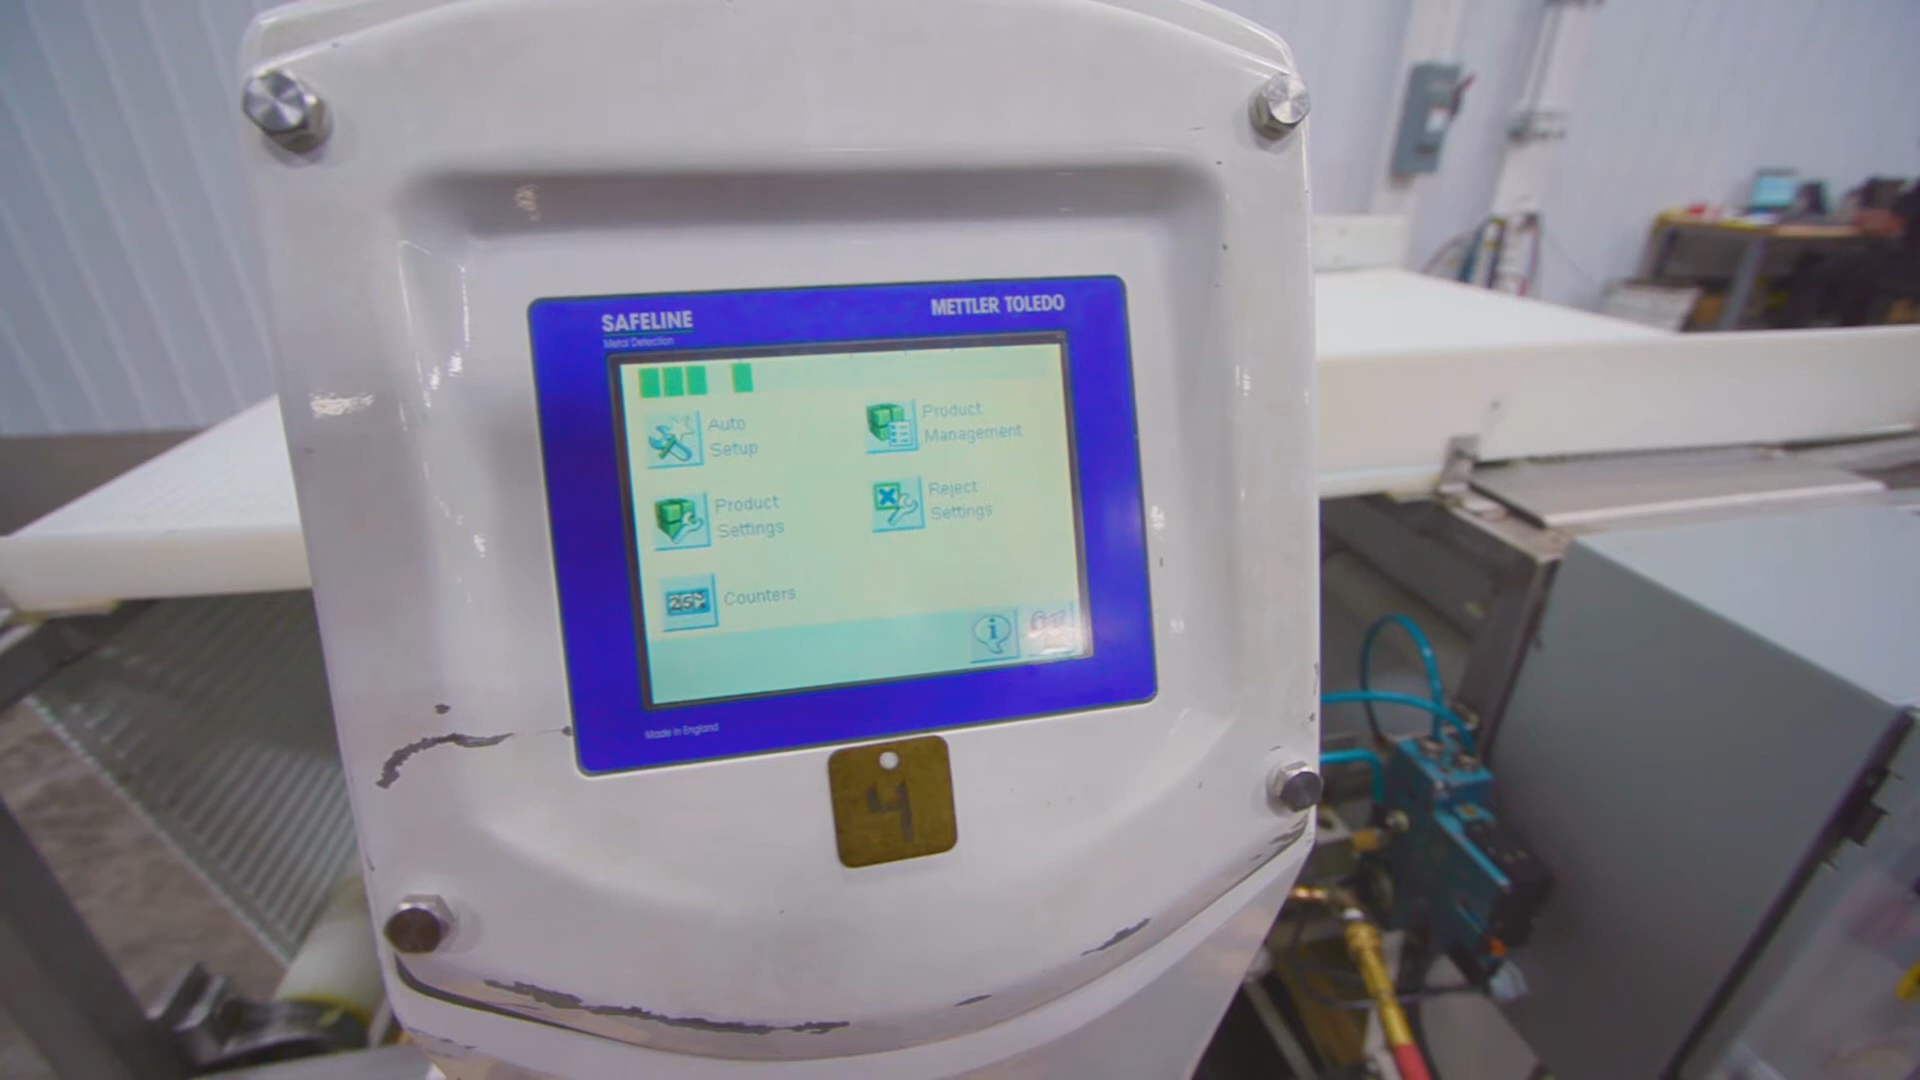 SAFELINE
Metal Detection
METTLER TOLEDO
Auto
Setup
Product
Management
Product
Settings
Reject
Settings
Counters
Made in England
4